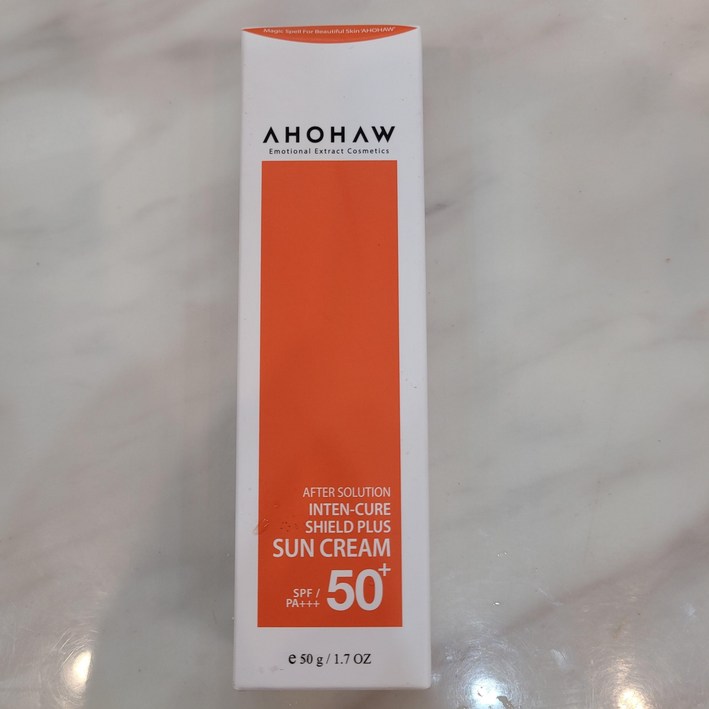 Magic Spell For Beautiful Skin 'AHOHAW'
AHOHAW
Emotional Extract Cosmetics
AFTER SOLUTION
INTEN-CURE
SHIELD PLUS
SUN CREAM
SPF / 50+
PA+++
e 50 g / 1.7 OZ